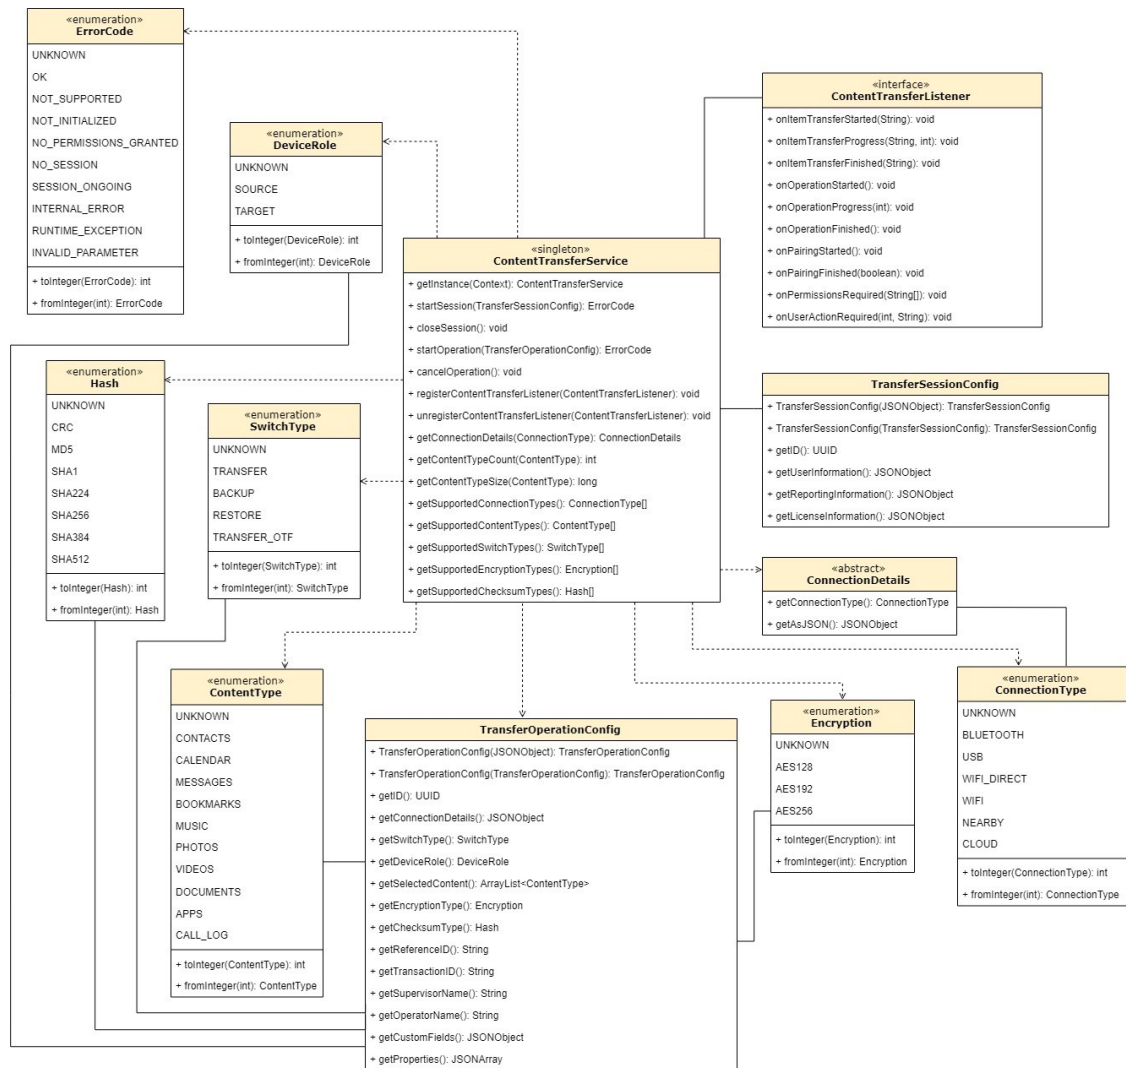 «enumeration»
ErrorCode
UNKNOWN
OK
NOT_SUPPORTED
NOT_INITIALIZED
NO_PERMISSIONS_GRANTED
NO_SESSION
SESSION_ONGOING
INTERNAL_ERROR
RUNTIME_EXCEPTION
INVALID_PARAMETER
+ toInteger(ErrorCode): int
+ fromInteger(int): ErrorCode
«enumeration»
DeviceRole
UNKNOWN
SOURCE
TARGET
+ toInteger(DeviceRole): int
+ fromInteger(int): DeviceRole
«interface»
ContentTransferListener
+ onItemTransferStarted(String): void
+ onItemTransferProgress(String, int): void
+ onItemTransferFinished(String): void
+ onOperationStarted(): void
+ onOperationProgress(int): void
+ onOperationFinished(): void
+ onPairingStarted(): void
+ onPairingFinished(boolean): void
+ onPermissionsRequired(String[]): void
+ onUserActionRequired(int, String): void
«singleton»
ContentTransferService
+ getInstance(Context): ContentTransferService
+ startSession(TransferSessionConfig): ErrorCode
+ closeSession(): void
+ startOperation(TransferOperationConfig): ErrorCode
+ cancelOperation(): void
+ registerContentTransferListener(ContentTransferListener): void
+ unregisterContentTransferListener(ContentTransferListener): void
+ getConnectionDetails(ConnectionType): ConnectionDetails
+ getContentTypeCount(ContentType): int
+ getContentTypeSize(ContentType): long
+ getSupportedConnectionTypes(): ConnectionType[]
+ getSupportedContentTypes(): ContentType[]
+ getSupportedSwitchTypes(): SwitchType[]
+ getSupportedEncryptionTypes(): Encryption[]
+ getSupportedChecksumTypes(): Hash[]
«enumeration»
Hash
UNKNOWN
CRC
MD5
SHA1
SHA224
SHA256
SHA384
SHA512
+ toInteger(Hash): int
+ fromInteger(int): Hash
«enumeration»
SwitchType
UNKNOWN
TRANSFER
BACKUP
RESTORE
TRANSFER_OTF
+ toInteger(SwitchType): int
+ fromInteger(int): SwitchType
TransferSessionConfig
+ TransferSessionConfig(JSONObject): TransferSessionConfig
+ TransferSessionConfig(TransferSessionConfig): TransferSessionConfig
+ getID(): UUID
+ getUserInformation(): JSONObject
+ getReportingInformation(): JSONObject
+ getLicenseInformation(): JSONObject
«abstract»
ConnectionDetails
+ getConnectionType(): ConnectionType
+ getAsJSON(): JSONObject
«enumeration»
ContentType
UNKNOWN
CONTACTS
CALENDAR
MESSAGES
BOOKMARKS
MUSIC
PHOTOS
VIDEOS
DOCUMENTS
APPS
CALL_LOG
+ toInteger(ContentType): int
+ fromInteger(int): ContentType
TransferOperationConfig
+ TransferOperationConfig(JSONObject): TransferOperationConfig
+ TransferOperationConfig(TransferOperationConfig): TransferOperationConfig
+ getID(): UUID
+ getConnectionDetails(): JSONObject
+ getSwitchType(): SwitchType
+ getDeviceRole(): DeviceRole
+ getSelectedContent(): ArrayList<ContentType>
+ getEncryptionType(): Encryption
+ getChecksumType(): Hash
+ getReferenceID(): String
+ getTransactionID(): String
+ getSupervisorName(): String
+ getOperatorName(): String
+ getCustomFields(): JSONObject
+ getProperties(): JSONArray
«enumeration»
Encryption
UNKNOWN
AES128
AES192
AES256
+ toInteger(Encryption): int
+ fromInteger(int): Encryption
«enumeration»
ConnectionType
UNKNOWN
BLUETOOTH
USB
WIFI_DIRECT
WIFI
NEARBY
CLOUD
+ toInteger(ConnectionType): int
+ fromInteger(int): ConnectionType